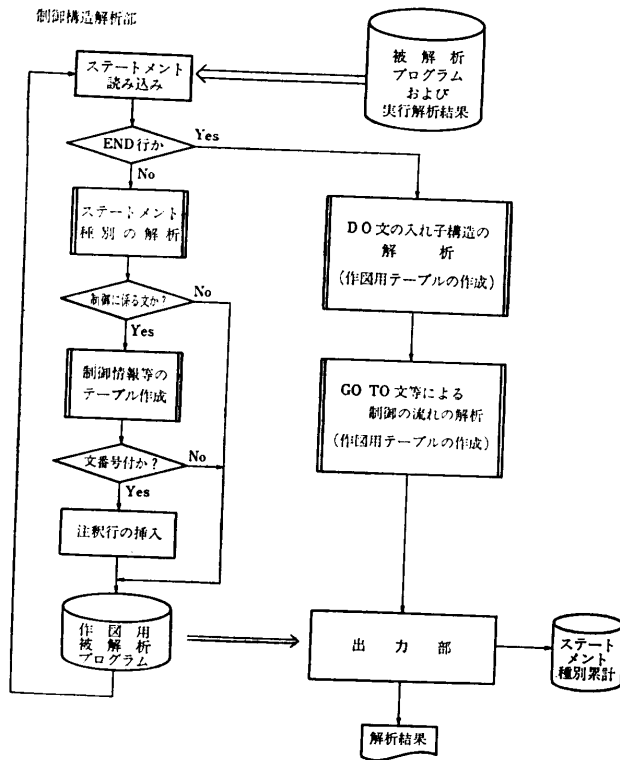 制御構造解析部
ステートメント
読み込み
被解析
プログラム
および
実行解析結果
END行か
Yes
No
ステートメント
種別の解析
DO文の入れ子構造の
解析
(作図用テーブルの作成)
制御に係る文か?
No
Yes
制御情報等の
テーブル作成
GO TO文等による
制御の流れの解析
(作図用テーブルの作成)
文番号付か?
No
Yes
注釈行の挿入
作図用
被解析
プログラム
出力部
ステート
メント
種別累計
解析結果